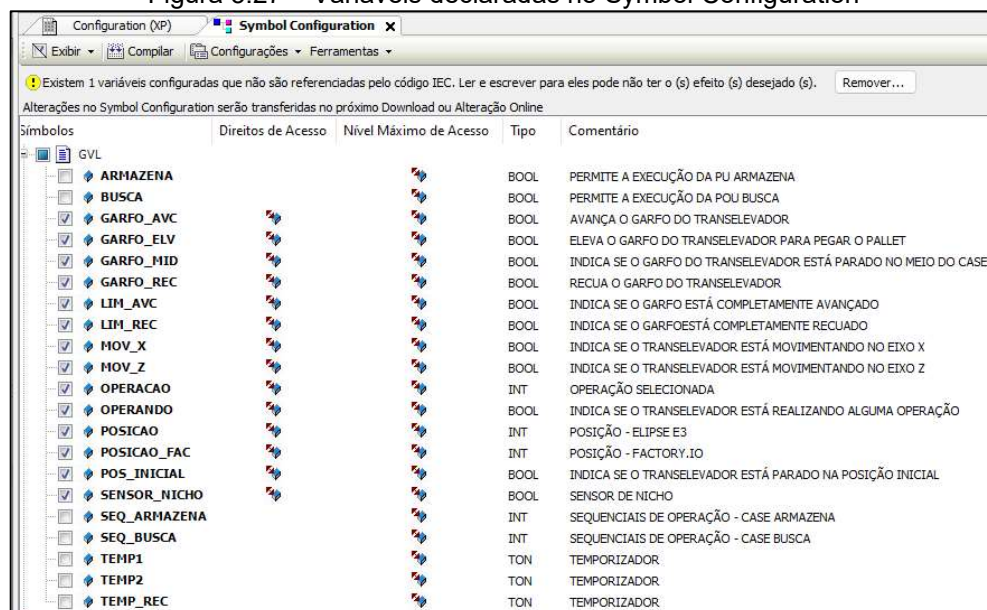 Figura 3.27 – Variáveis declaradas no Symbol Configuration
Configuration (XP) Symbol Configuration X
Exibir Compilar Configurações Ferramentas
Existem 1 variáveis configuradas que não são referenciadas pelo código IEC. Ler e escrever para eles pode não ter o (s) efeito (s) desejado (s). Remover...
Alterações no Symbol Configuration serão transferidas no próximo Download ou Alteração Online
Símbolos Direitos de Acesso Nível Máximo de Acesso Tipo Comentário
GVL
ARMAZENA BOOL PERMITE A EXECUÇÃO DA PU ARMAZENA
BUSCA BOOL PERMITE A EXECUÇÃO DA POU BUSCA
GARFO_AVC BOOL AVANÇA O GARFO DO TRANSELEVADOR
GARFO_ELV BOOL ELEVA O GARFO DO TRANSELEVADOR PARA PEGAR O PALLET
GARFO_MID BOOL INDICA SE O GARFO DO TRANSELEVADOR ESTÁ PARADO NO MEIO DO CASE
GARFO_REC BOOL RECUA O GARFO DO TRANSELEVADOR
LIM_AVC BOOL INDICA SE O GARFO ESTÁ COMPLETAMENTE AVANÇADO
LIM_REC BOOL INDICA SE O GARFOESTÁ COMPLETAMENTE RECUADO
MOV_X BOOL INDICA SE O TRANSELEVADOR ESTÁ MOVIMENTANDO NO EIXO X
MOV_Z BOOL INDICA SE O TRANSELEVADOR ESTÁ MOVIMENTANDO NO EIXO Z
OPERACAO INT OPERAÇÃO SELECIONADA
OPERANDO BOOL INDICA SE O TRANSELEVADOR ESTÁ REALIZANDO ALGUMA OPERAÇÃO
POSICAO INT POSIÇÃO - ELIPSE E3
POSICAO_FAC INT POSIÇÃO - FACTORY.IO
POS_INICIAL BOOL INDICA SE O TRANSELEVADOR ESTÁ PARADO NA POSIÇÃO INICIAL
SENSOR_NICHO BOOL SENSOR DE NICHO
SEQ_ARMAZENA INT SEQUENCIAIS DE OPERAÇÃO - CASE ARMAZENA
SEQ_BUSCA INT SEQUENCIAIS DE OPERAÇÃO - CASE BUSCA
TEMP1 TON TEMPORIZADOR
TEMP2 TON TEMPORIZADOR
TEMP_REC TON TEMPORIZADOR